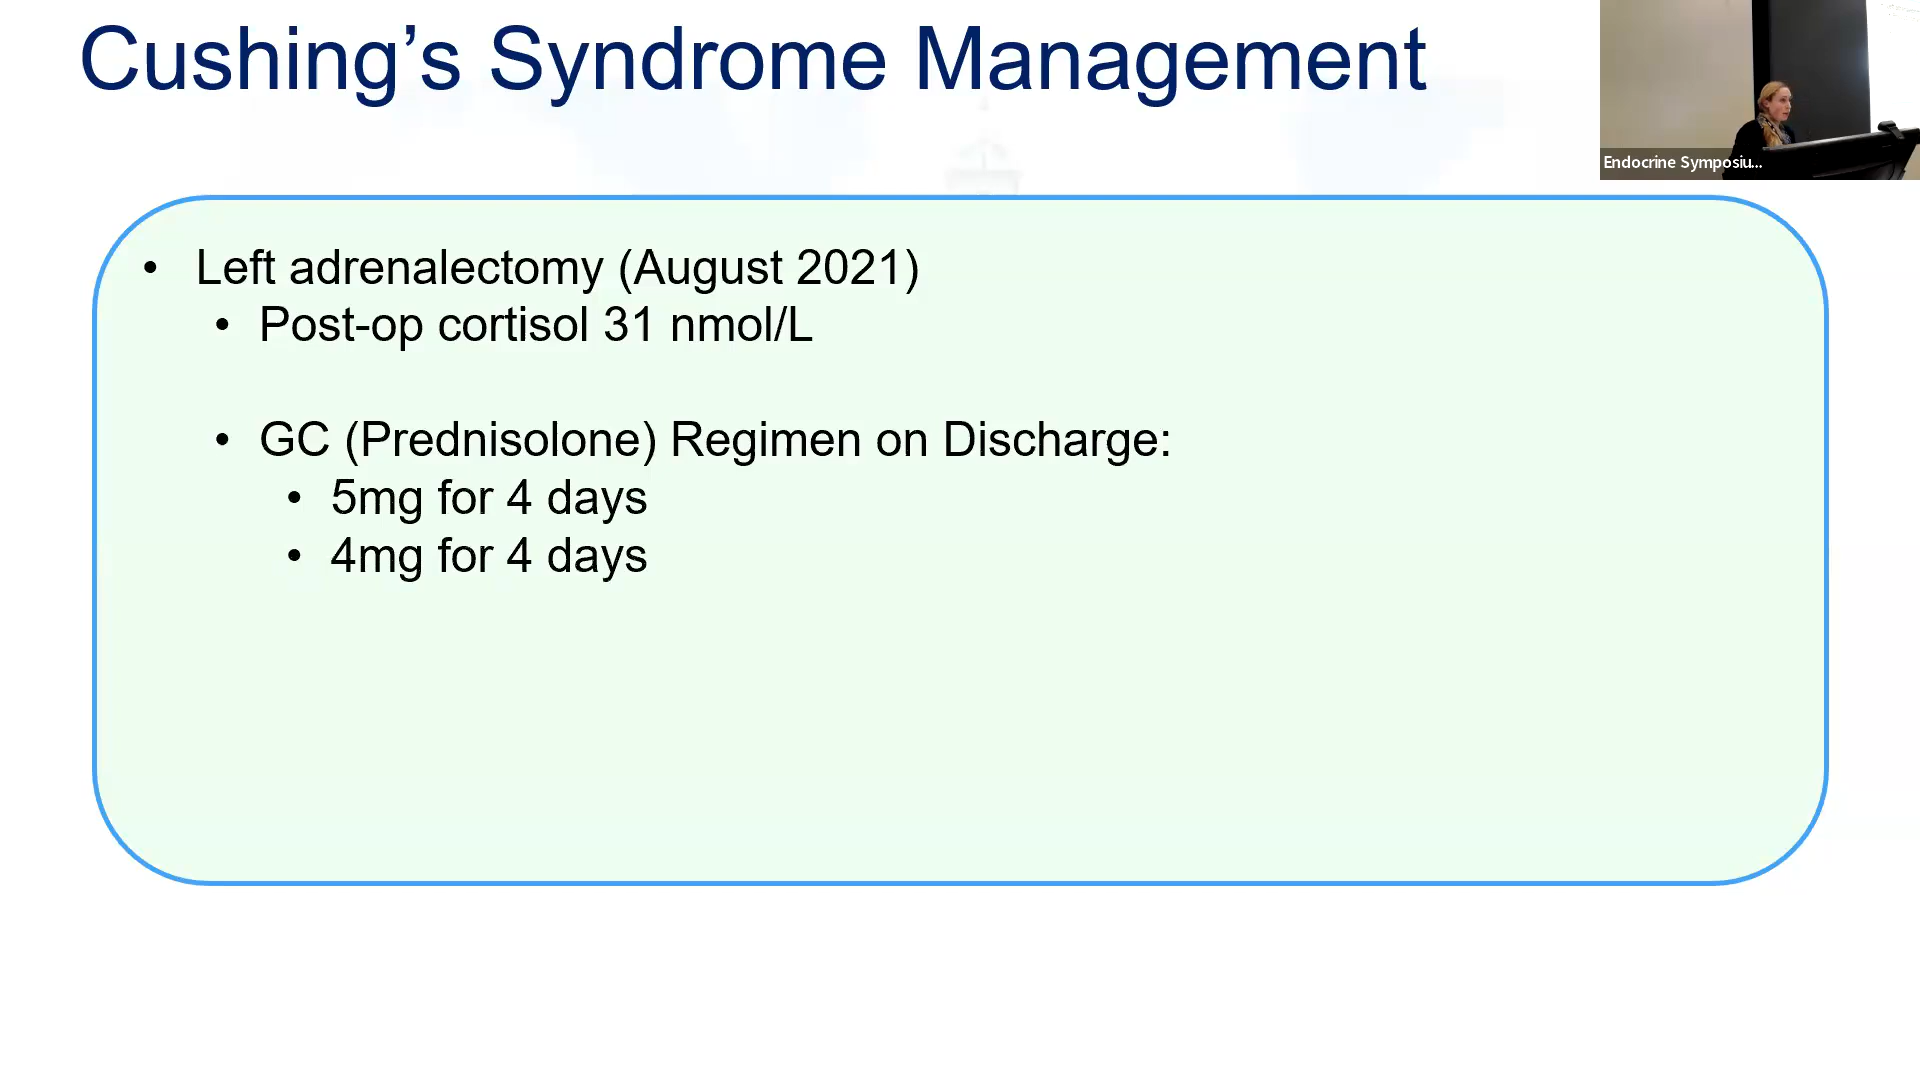 Cushing’s Syndrome Management
Endocrine Symposiu...
• Left adrenalectomy (August 2021)
• Post-op cortisol 31 nmol/L
• GC (Prednisolone) Regimen on Discharge:
• 5mg for 4 days
• 4mg for 4 days